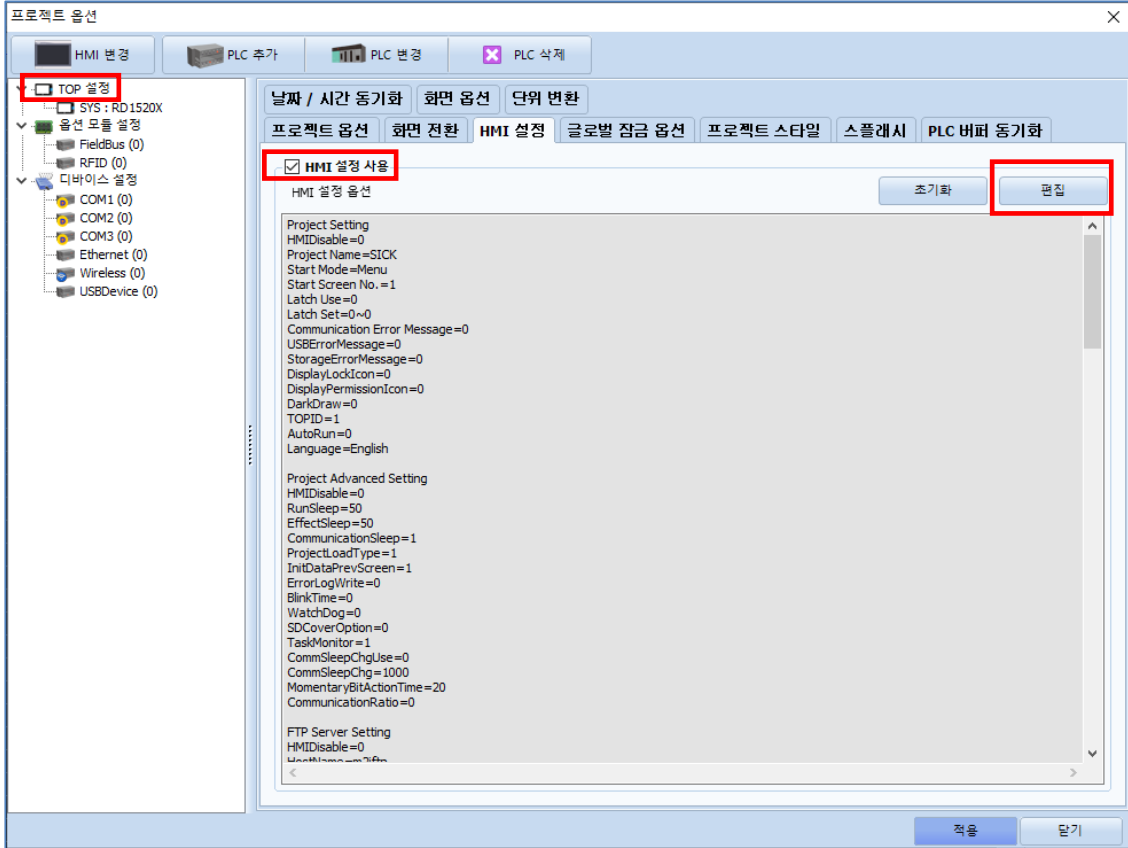 프로젝트 옵션
HMI 변경
PLC 추가
PLC 변경
PLC 삭제
TOP 설정
SYS : RD1520X
옵션 모듈 설정
FieldBus (0)
RFID (0)
디바이스 설정
COM1 (0)
COM2 (0)
COM3 (0)
Ethernet (0)
Wireless (0)
USBDevice (0)
날짜 / 시간 동기화 화면 옵션 단위 변환
프로젝트 옵션 화면 전환 HMI 설정 글로벌 잠금 옵션 프로젝트 스타일 스플래시 PLC 버퍼 동기화
HMI 설정 사용
HMI 설정 옵션
초기화
편집
Project Setting
HMIDisable=0
Project Name=SICK
Start Mode=Menu
Start Screen No.=1
Latch Use=0
Latch Set=0~0
Communication Error Message=0
USBErrorMessage=0
StorageErrorMessage=0
DisplayLockIcon=0
DisplayPermissionIcon=0
DarkDraw=0
TOPID=1
AutoRun=0
Language=English
Project Advanced Setting
HMIDisable=0
RunSleep=50
EffectSleep=50
CommunicationSleep=1
ProjectLoadType=1
InitDataPrevScreen=1
ErrorLogWrite=0
BlinkTime=0
WatchDog=0
SDCoverOption=0
TaskMonitor=1
CommSleepChgUse=0
CommSleepChg=1000
MomentaryBitActionTime=20
CommunicationRatio=0
FTP Server Setting
HMIDisable=0
적용
닫기